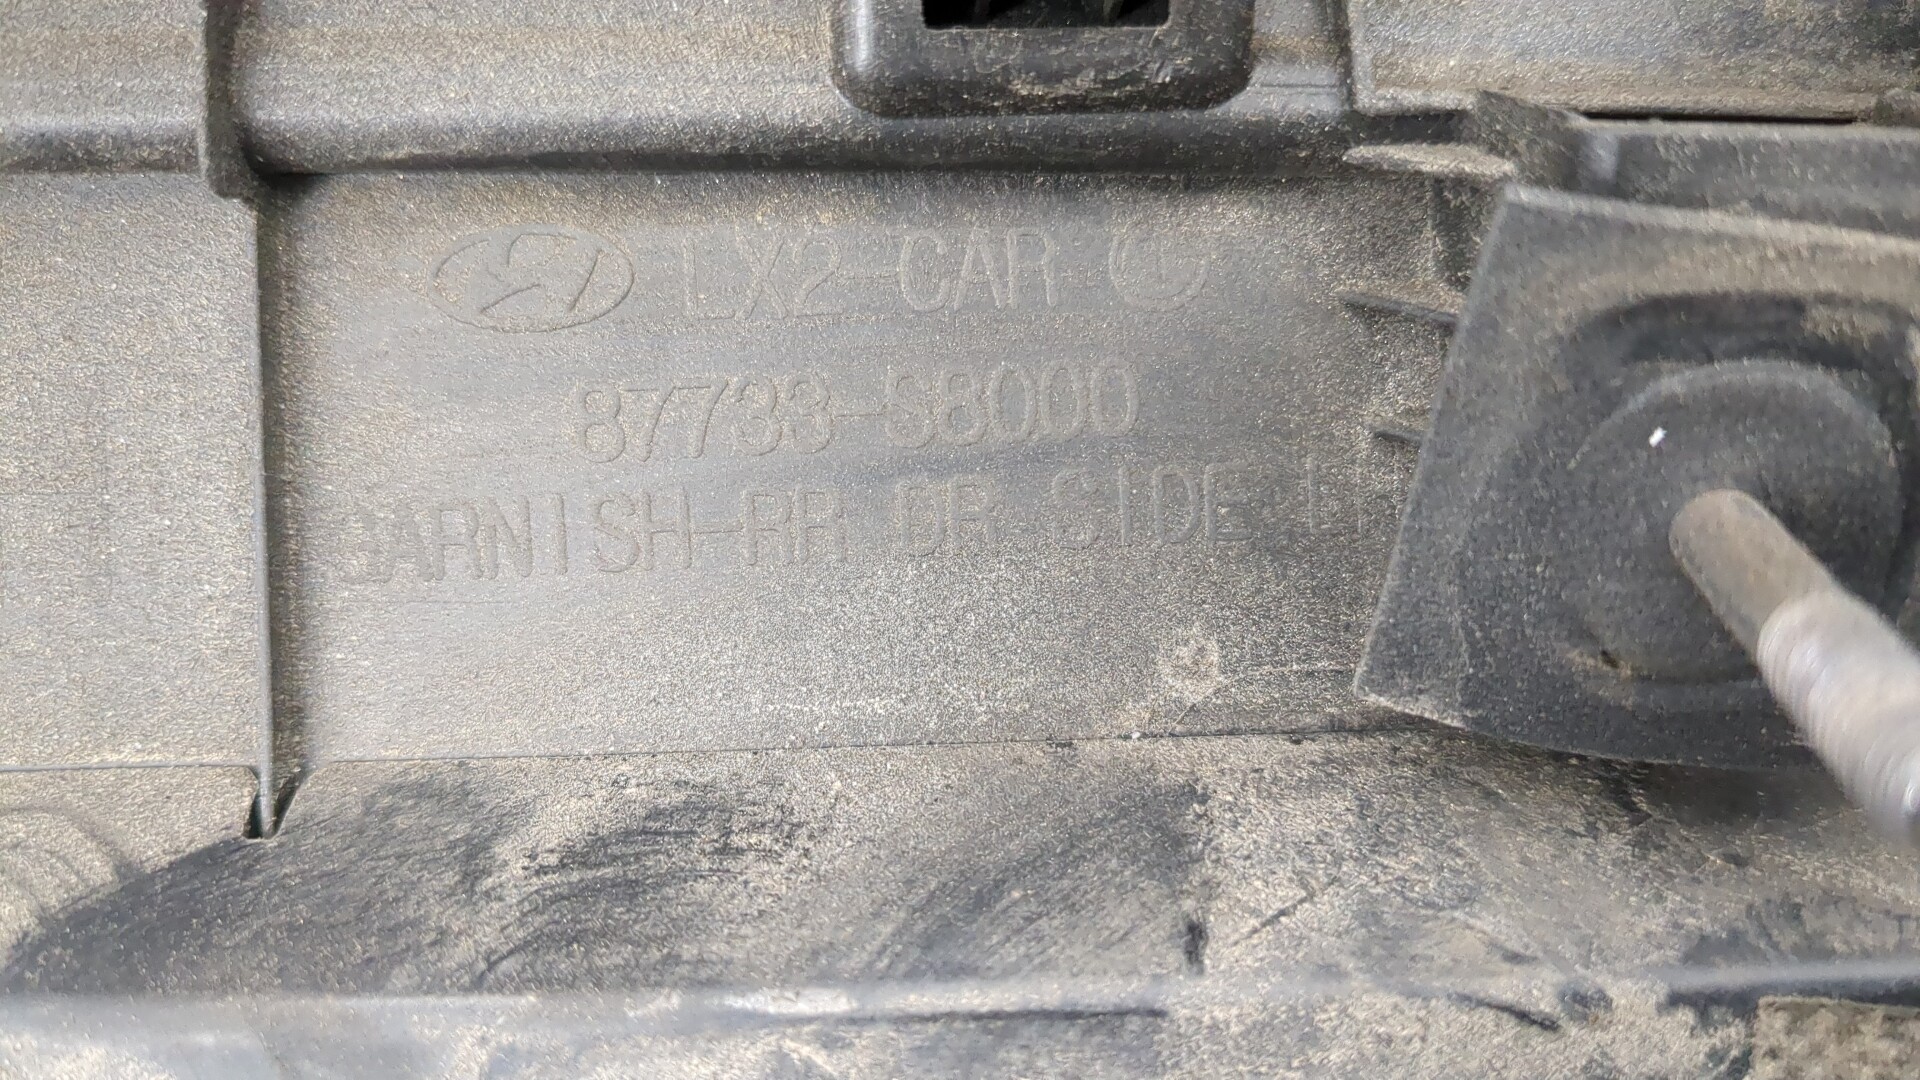 LX2-CAR
87733-S8000
GARNISH-RR DR SIDE L